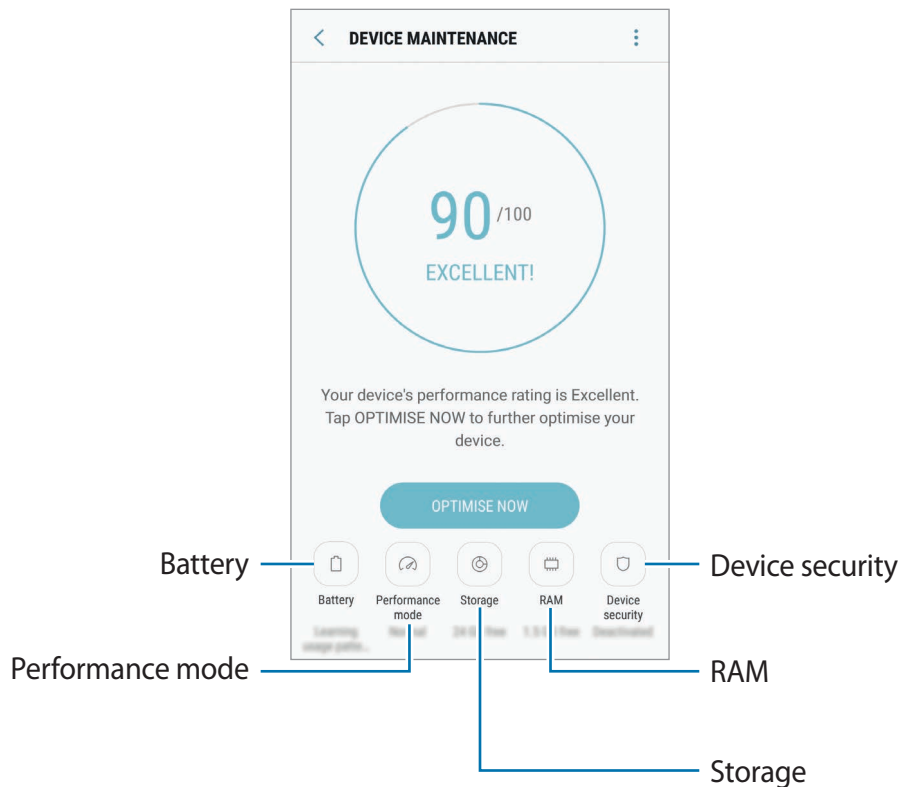 DEVICE MAINTENANCE
90 /100
EXCELLENT!
Your device's performance rating is Excellent.
Tap OPTIMISE NOW to further optimise your
device.
OPTIMISE NOW
Battery
Device security
Battery
Performance
mode
Storage
RAM
Device
security
Performance mode
RAM
Storage